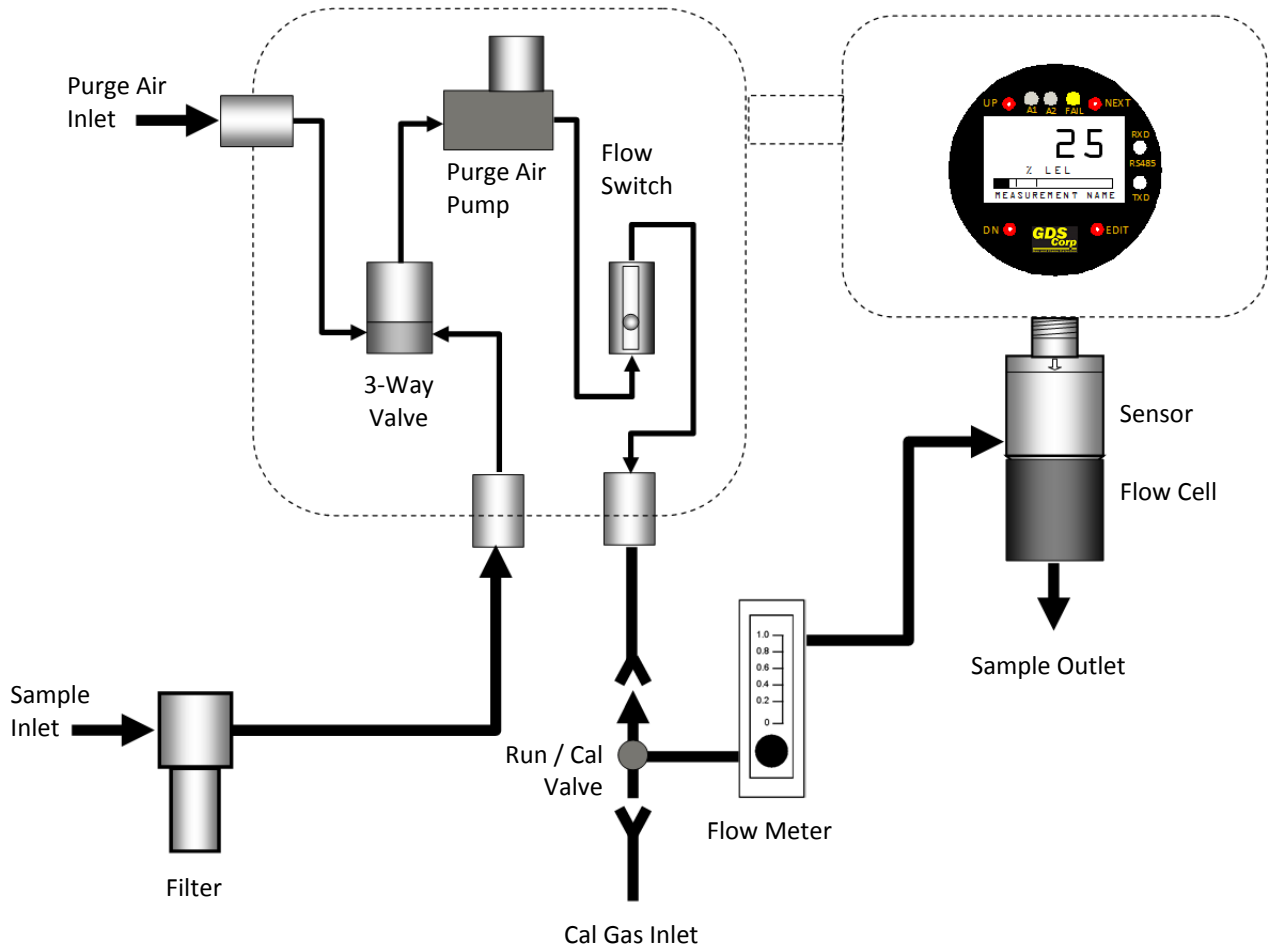 Purge Air
Inlet
Purge Air
Pump
Flow
Switch
3-Way
Valve
UP
A1
A2
FAIL
NEXT
25
% LEL
MEASUREMENT NAME
RXD
RS485
TXD
DN
GDS
Corp
EDIT
Sensor
Flow Cell
Sample Outlet
Sample
Inlet
Filter
Run / Cal
Valve
1.0
0.8
0.6
0.4
0.2
0
Flow Meter
Cal Gas Inlet